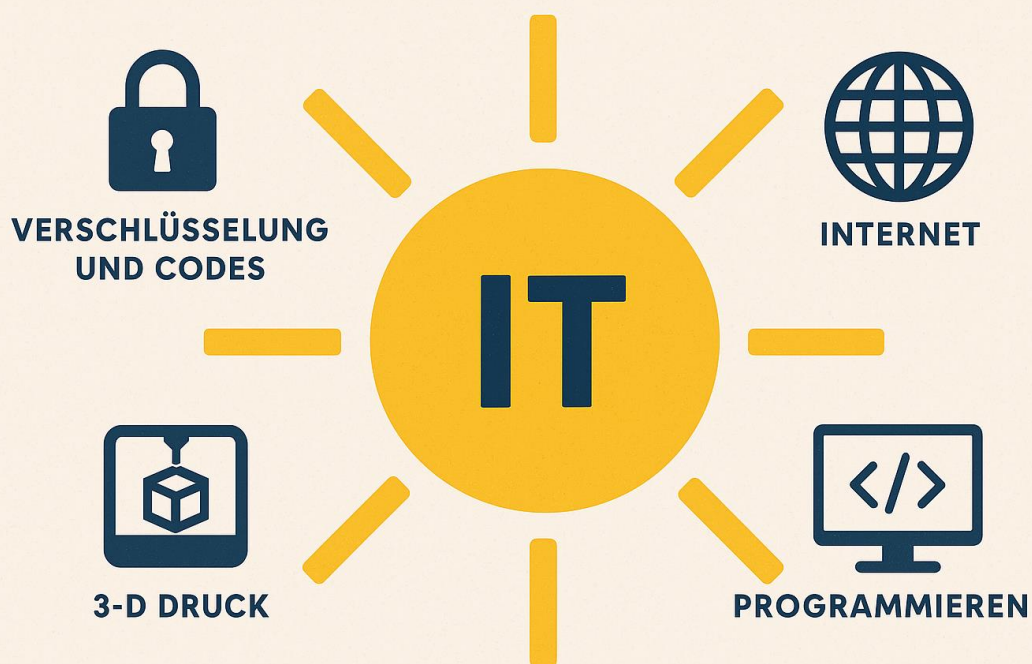 VERSCHLÜSSELUNG
UND CODES
INTERNET
IT
3-D DRUCK
PROGRAMMIEREN